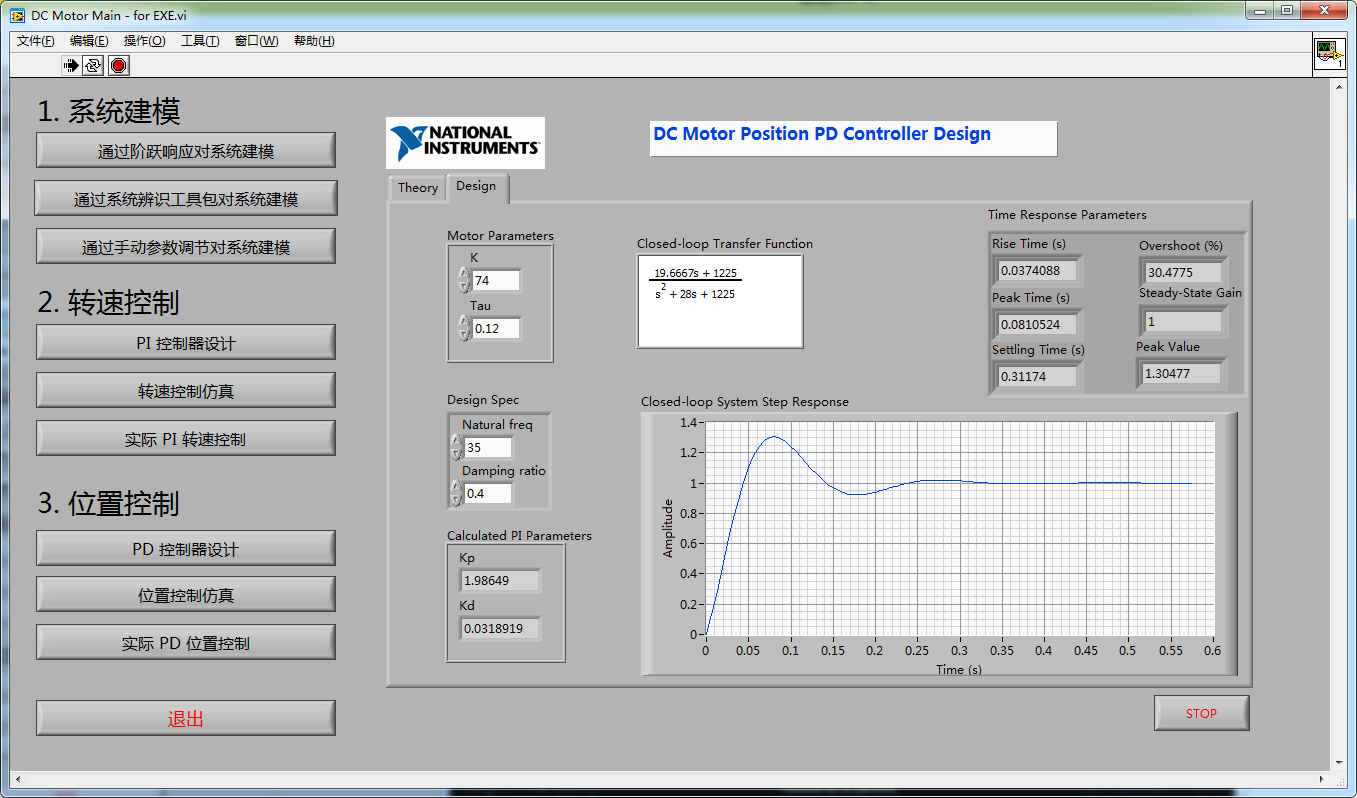 DC Motor Main - for EXE.vi
文件(F) 编辑(E) 操作(O) 工具(T) 窗口(W) 帮助(H)
1
1. 系统建模
通过阶跃响应对系统建模
通过系统辨识工具包对系统建模
通过手动参数调节对系统建模
2. 转速控制
PI 控制器设计
转速控制仿真
实际 PI 转速控制
3. 位置控制
PD 控制器设计
位置控制仿真
实际 PD 位置控制
退出
NATIONAL
INSTRUMENTS™
DC Motor Position PD Controller Design
Theory Design
Motor Parameters
K
74
Tau
0.12
Design Spec
Natural freq
35
Damping ratio
0.4
Calculated PI Parameters
Kp
1.98649
Kd
0.0318919
Closed-loop Transfer Function
19.6667s + 1225
s² + 28s + 1225
Time Response Parameters
Rise Time (s) Overshoot (%)
0.0374088 30.4775
Peak Time (s) Steady-State Gain
0.0810524 1
Settling Time (s) Peak Value
0.31174 1.30477
Closed-loop System Step Response
Amplitude
1.4
1.2
1
0.8
0.6
0.4
0.2
0
0 0.05 0.1 0.15 0.2 0.25 0.3 0.35 0.4 0.45 0.5 0.55 0.6
Time (s)
STOP